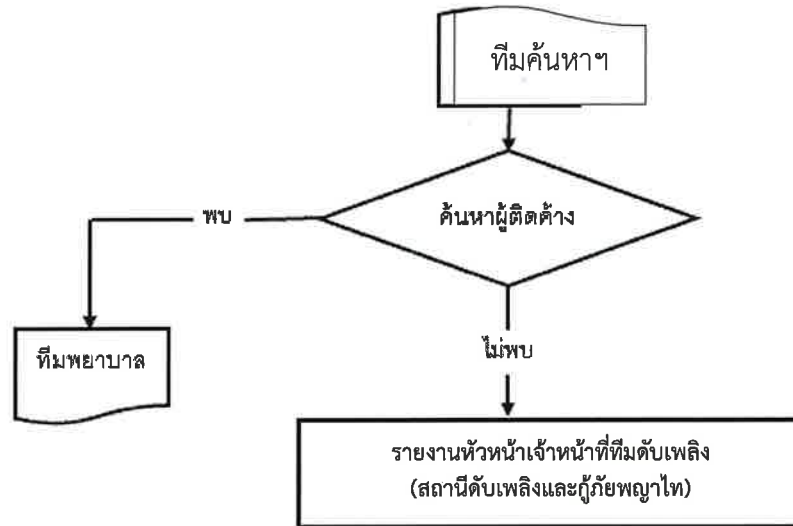 ทีมค้นหาฯ
ค้นหาผู้ติดค้าง
พบ
ไม่พบ
ทีมพยาบาล
รายงานหัวหน้าเจ้าหน้าที่ทีมดับเพลิง
(สถานีดับเพลิงและกู้ภัยพญาไท)